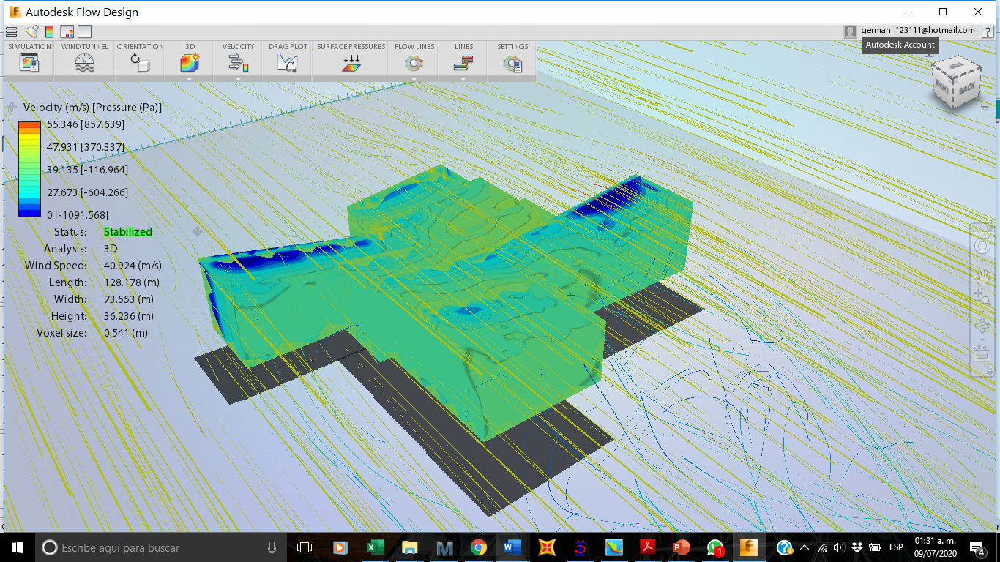 Autodesk Flow Design
german_123111@hotmail.com
?
Autodesk Account
SIMULATION WIND TUNNEL ORIENTATION 3D VELOCITY DRAG PLOT SURFACE PRESSURES FLOW LINES LINES SETTINGS
RIGHT BACK
Velocity (m/s) [Pressure (Pa)]
55.346 [857.639]
47.931 [370.337]
39.135 [-116.964]
27.673 [-604.266]
0 [-1091.568]
Status: Stabilized
Analysis: 3D
Wind Speed: 40.924 (m/s)
Length: 128.178 (m)
Width: 73.553 (m)
Height: 36.236 (m)
Voxel size: 0.541 (m)
Escribe aquí para buscar
1
ESP
01:31 a. m.
09/07/2020
4